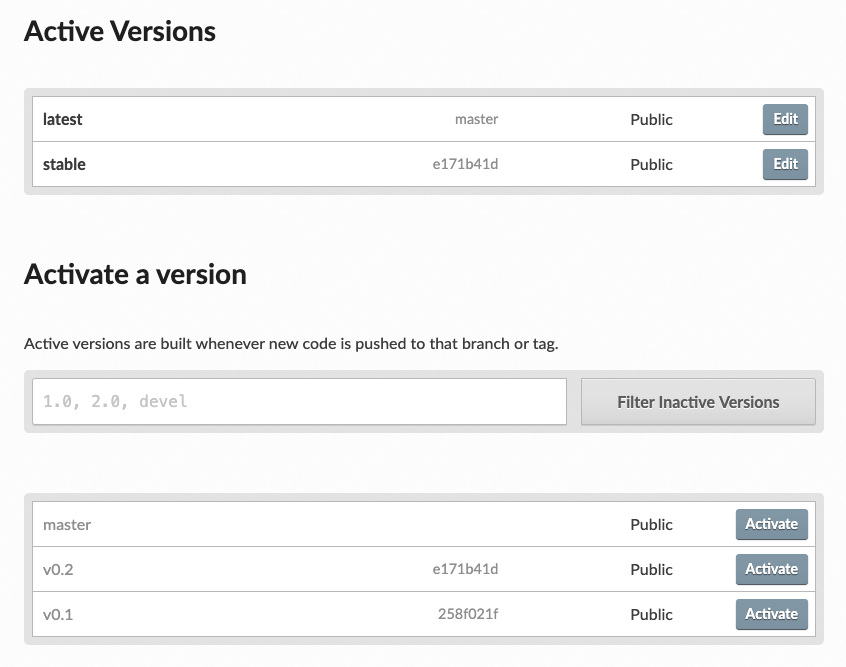 Active Versions
latest master Public Edit
stable e171b41d Public Edit
Activate a version
Active versions are built whenever new code is pushed to that branch or tag.
1.0, 2.0, devel Filter Inactive Versions
master Public Activate
v0.2 e171b41d Public Activate
v0.1 258f021f Public Activate